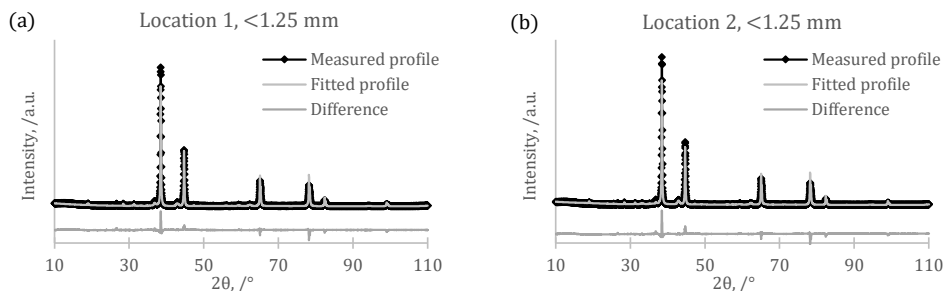 (a)
Location 1, <1.25 mm
Measured profile
Fitted profile
Difference
Intensity, /a.u.
10 30 50 70 90 110
2θ, /°
(b)
Location 2, <1.25 mm
Measured profile
Fitted profile
Difference
Intensity, /a.u.
10 30 50 70 90 110
2θ, /°